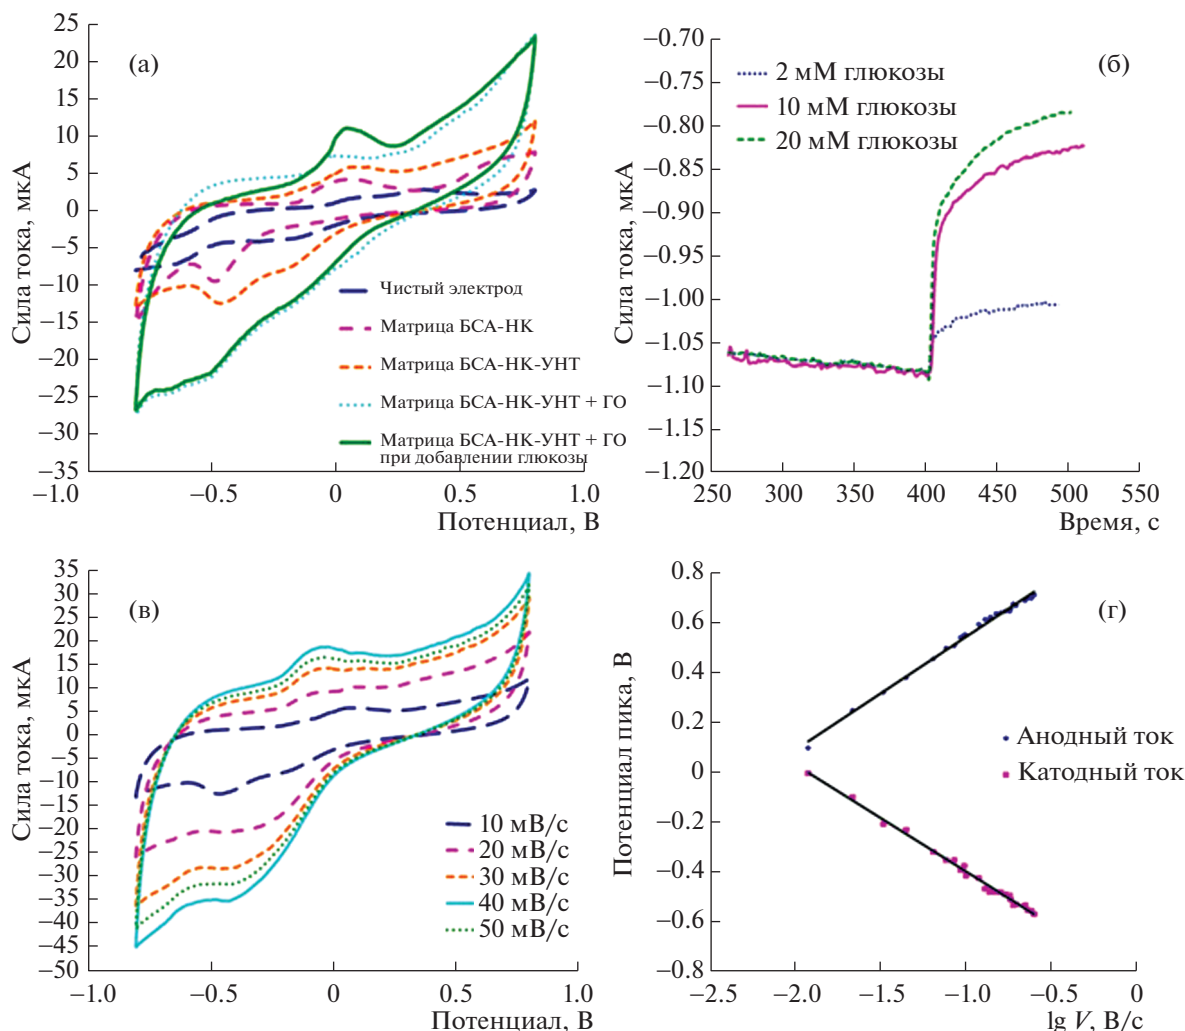 (а)
Сила тока, мкА
25
20
15
10
5
0
−5
−10
−15
−20
−25
−30
−35
−1.0
−0.5
0
0.5
1.0
Потенциал, В
Чистый электрод
Матрица БСА-НК
Матрица БСА-НК-УНТ
Матрица БСА-НК-УНТ + ГО
Матрица БСА-НК-УНТ + ГО
при добавлении глюкозы
(б)
Сила тока, мкА
−0.70
−0.75
−0.80
−0.85
−0.90
−0.95
−1.00
−1.05
−1.10
−1.15
−1.20
250
300
350
400
450
500
550
Время, с
2 мМ глюкозы
10 мМ глюкозы
20 мМ глюкозы
(в)
Сила тока, мкА
35
30
25
20
15
10
5
0
−5
−10
−15
−20
−25
−30
−35
−40
−45
−50
−1.0
−0.5
0
0.5
1.0
Потенциал, В
10 мВ/с
20 мВ/с
30 мВ/с
40 мВ/с
50 мВ/с
(г)
Потенциал пика, В
0.8
0.6
0.4
0.2
0
−0.2
−0.4
−0.6
−0.8
−2.5
−2.0
−1.5
−1.0
−0.5
0
lg V, В/с
Анодный ток
Катодный ток